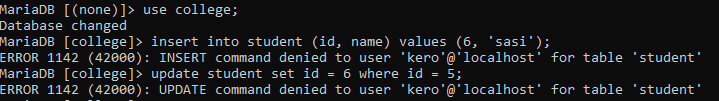 MariaDB [(none)]> use college;
Database changed
MariaDB [college]> insert into student (id, name) values (6, 'sasi');
ERROR 1142 (42000): INSERT command denied to user 'kero'@'localhost' for table 'student'
MariaDB [college]> update student set id = 6 where id = 5;
ERROR 1142 (42000): UPDATE command denied to user 'kero'@'localhost' for table 'student'